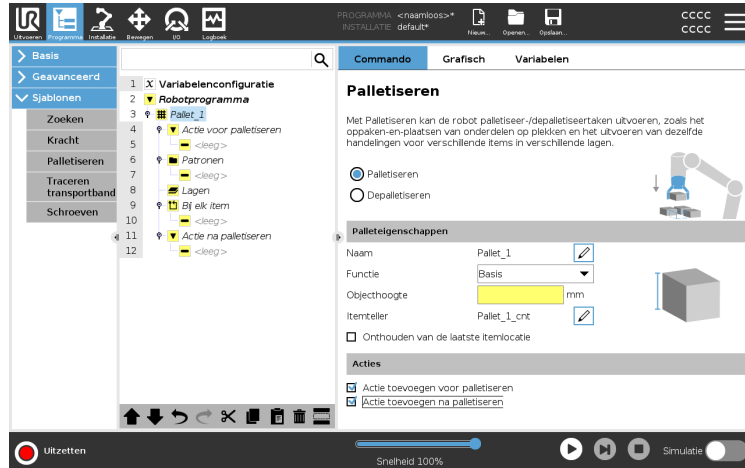 UR
PROGRAMMA <naamloos>*
INSTALLATIE default*
cccc
cccc
Uitvoeren Programma Installatie Bewegen I/O Logboek Nieuw... Openen... Opslaan...
Basis
Geavanceerd
Sjablonen
Zoeken
Kracht
Palletiseren
Traceren
transportband
Schroeven
1 X Variabelenconfiguratie
2 Robotprogramma
3 Pallet_1
4 Actie voor palletiseren
5 <leeg>
6 Patronen
7 <leeg>
8 Lagen
9 Bij elk item
10 <leeg>
11 Actie na palletiseren
12 <leeg>
Commando Grafisch Variabelen
Palletiseren
Met Palletiseren kan de robot palletiseer-/depalletiseertaken uitvoeren, zoals het
oppaken-en-plaatsen van onderdelen op plekken en het uitvoeren van dezelfde
handelingen voor verschillende items in verschillende lagen.
Palletiseren
Depalletiseren
Palleteigenschappen
Naam Pallet_1
Functie Basis
Objecthoogte mm
Itemteller Pallet_1_cnt
Onthouden van de laatste itemlocatie
Acties
Actie toevoegen voor palletiseren
Actie toevoegen na palletiseren
Uitzetten
Snelheid 100%
Simulatie